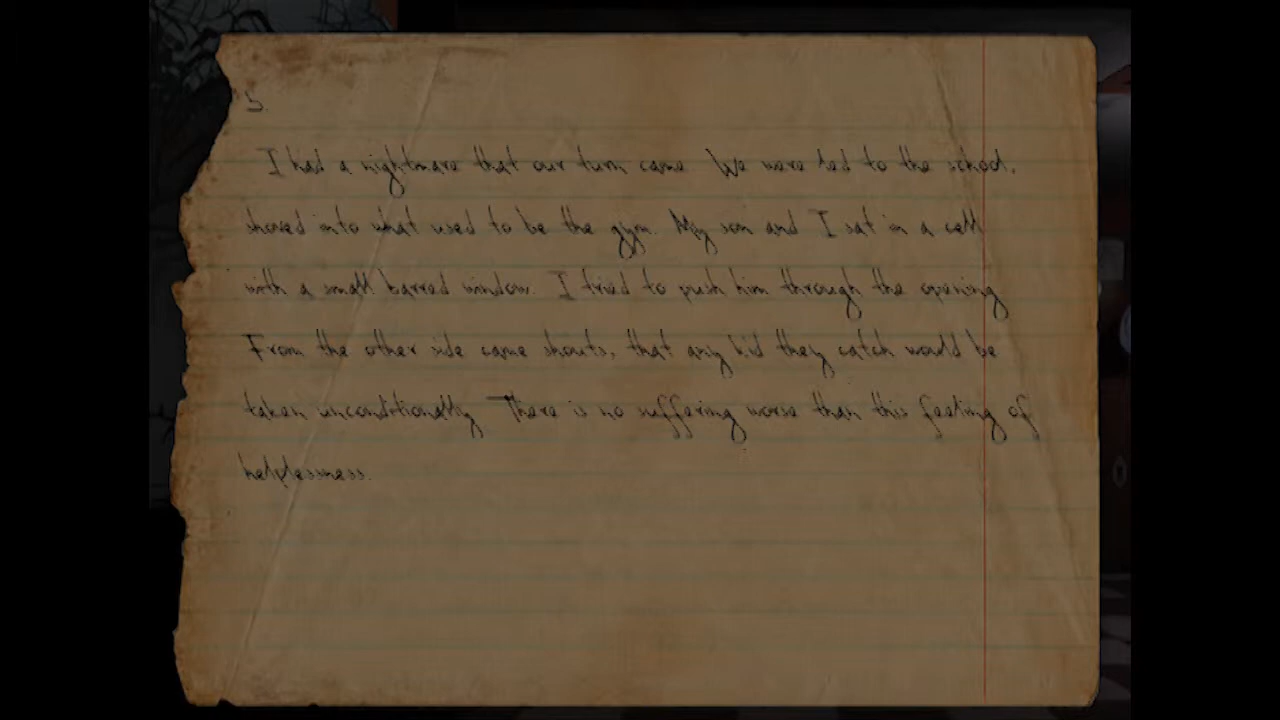 3.
I had a nightmare that our turn came. We were led to the school,
shoved into what used to be the gym. My son and I sat in a cell
with a small barred window. I tried to push him through the opening.
From the other side came shouts, that any kid they catch would be
taken unconditionally. There is no suffering worse than this feeling of
helplessness.